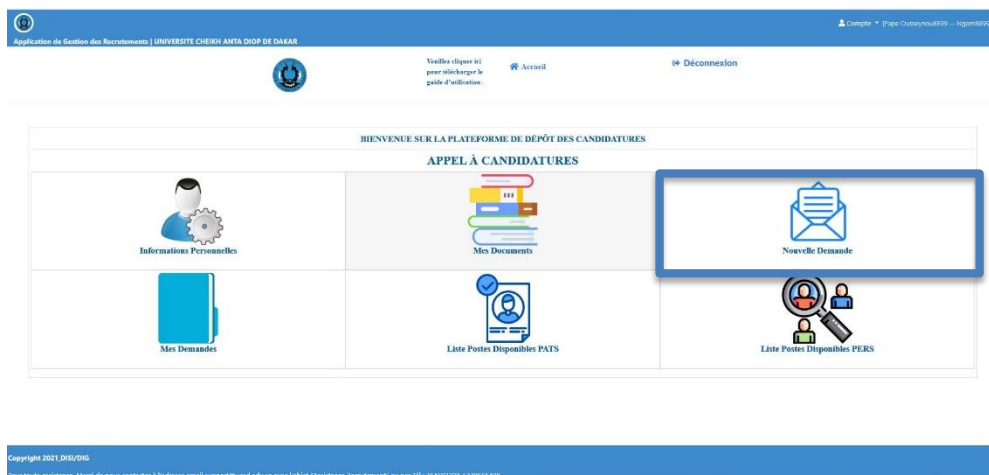 Compte
Application de Gestion des Recrutements | UNIVERSITE CHEIKH ANTA DIOP DE DAKAR
Veuillez cliquer ici
pour télécharger le
guide d'utilisation.
Accueil
Déconnexion
BIENVENUE SUR LA PLATEFORME DE DÉPÔT DES CANDIDATURES
APPEL À CANDIDATURES
Informations Personnelles
Mes Documents
Nouvelle Demande
Mes Demandes
Liste Postes Disponibles PATS
Liste Postes Disponibles PERS
Copyright 2021,DISI/DIG